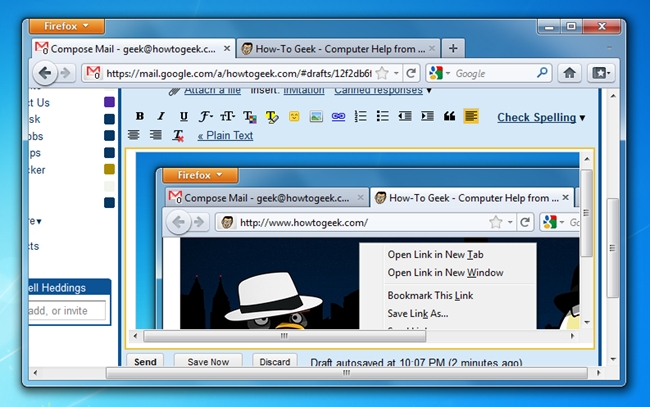 Firefox
Compose Mail - geek@howtogeek.c...
How-To Geek - Computer Help from ...
https://mail.google.com/a/howtogeek.com/#drafts/12f2db6f
Google
Attach a file Insert: Invitation Canned responses ▾
B I U
Check Spelling ▾
« Plain Text
ct Us
sk
bs
ps
cker
re ▾
cts
ell Heddings
add, or invite
Firefox
Compose Mail - geek@howtogeek.c...
How-To Geek - Computer Help from ...
http://www.howtogeek.com/
Open Link in New Tab
Open Link in New Window
Bookmark This Link
Save Link As...
Send Save Now Discard Draft autosaved at 10:07 PM (2 minutes ago)